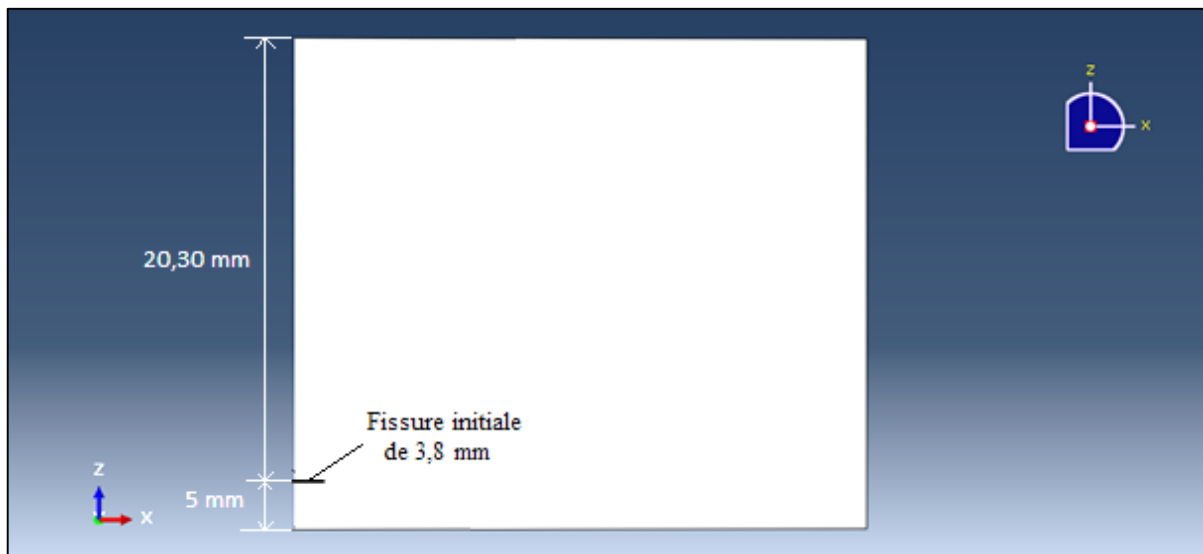 z
x
20,30 mm
Fissure initiale
de 3,8 mm
z
5 mm
x